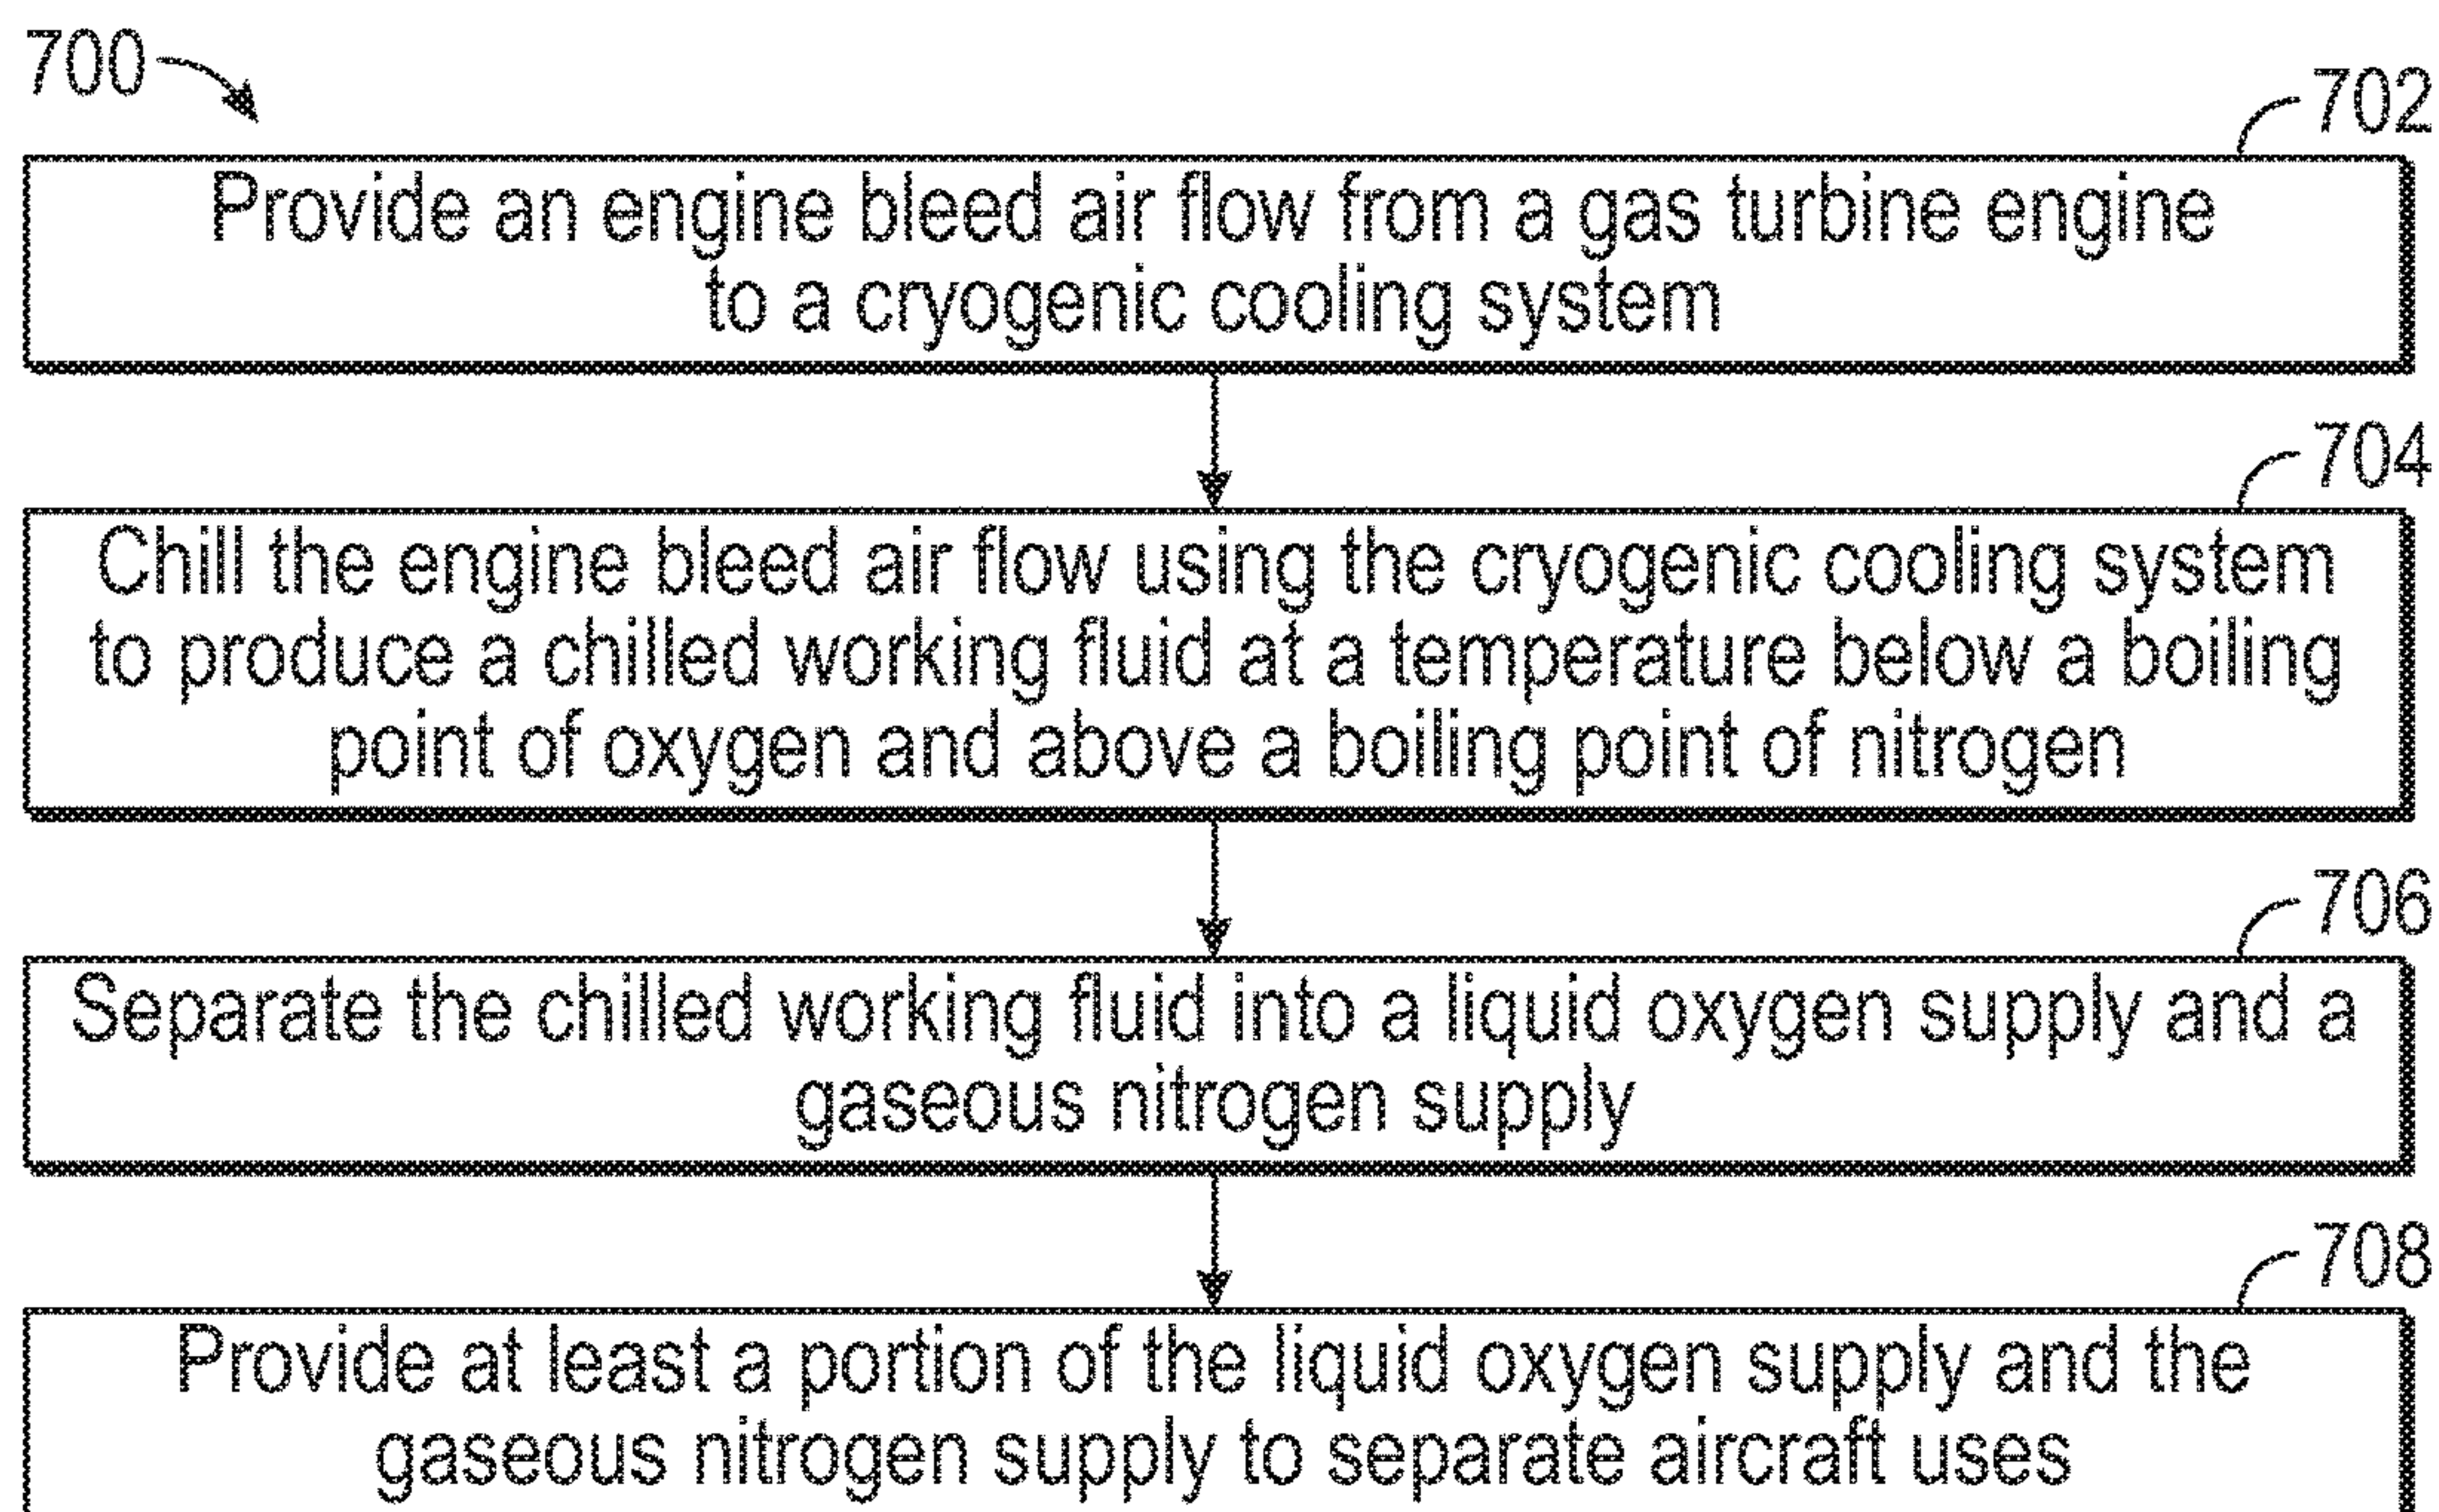 700
702
Provide an engine bleed air flow from a gas turbine engine
to a cryogenic cooling system
704
Chill the engine bleed air flow using the cryogenic cooling system
to produce a chilled working fluid at a temperature below a boiling
point of oxygen and above a boiling point of nitrogen
706
Separate the chilled working fluid into a liquid oxygen supply and a
gaseous nitrogen supply
708
Provide at least a portion of the liquid oxygen supply and the
gaseous nitrogen supply to separate aircraft uses